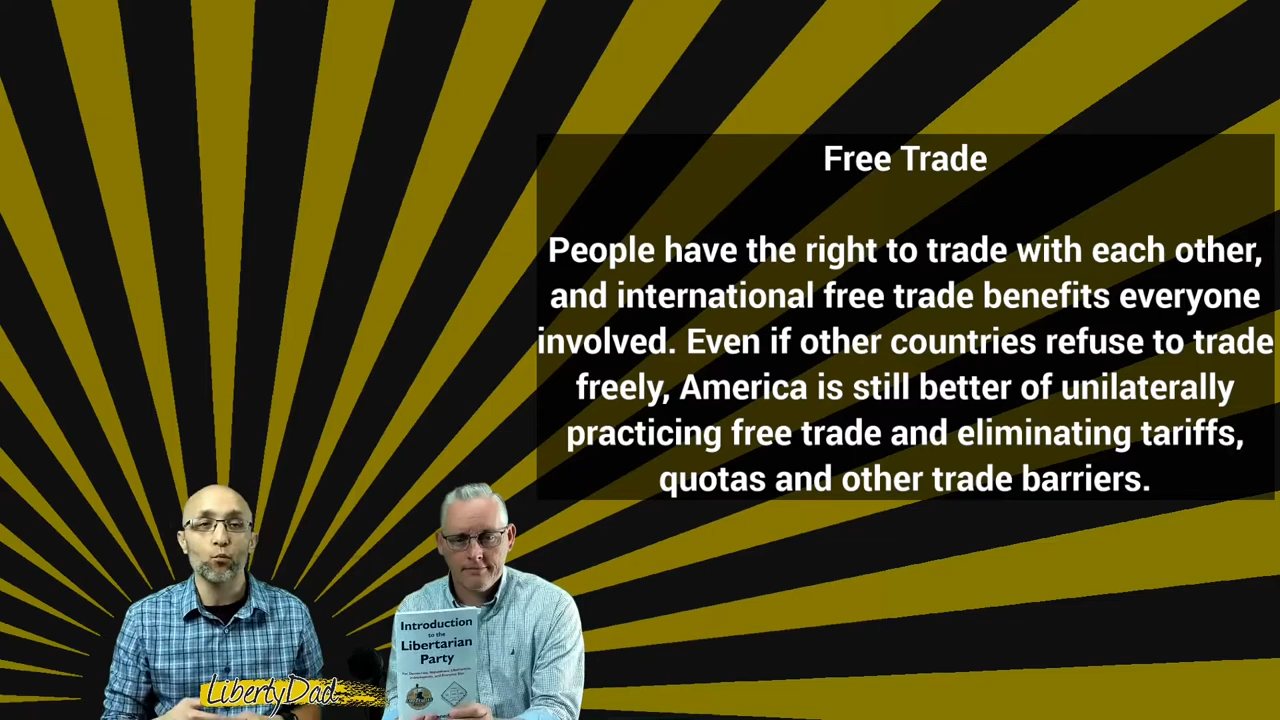 Free Trade
People have the right to trade with each other,
and international free trade benefits everyone
involved. Even if other countries refuse to trade
freely, America is still better of unilaterally
practicing free trade and eliminating tariffs,
quotas and other trade barriers.
Introduction
to the
Libertarian
Party
LibertyDad